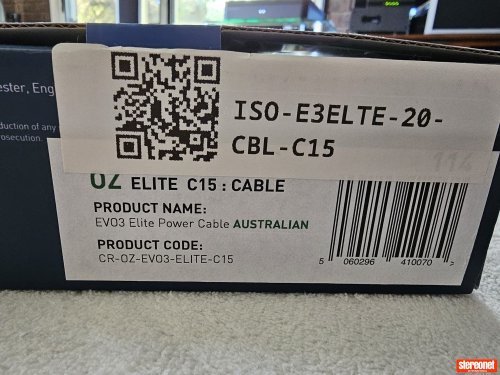 ester, Eng
duction of any
osecution.
ISO-E3ELTE-20-
CBL-C15
114
OZ ELITE C15 : CABLE
PRODUCT NAME:
EVO3 Elite Power Cable AUSTRALIAN
PRODUCT CODE:
CR-OZ-EVO3-ELITE-C15
5 060296 410070 >
stereonet